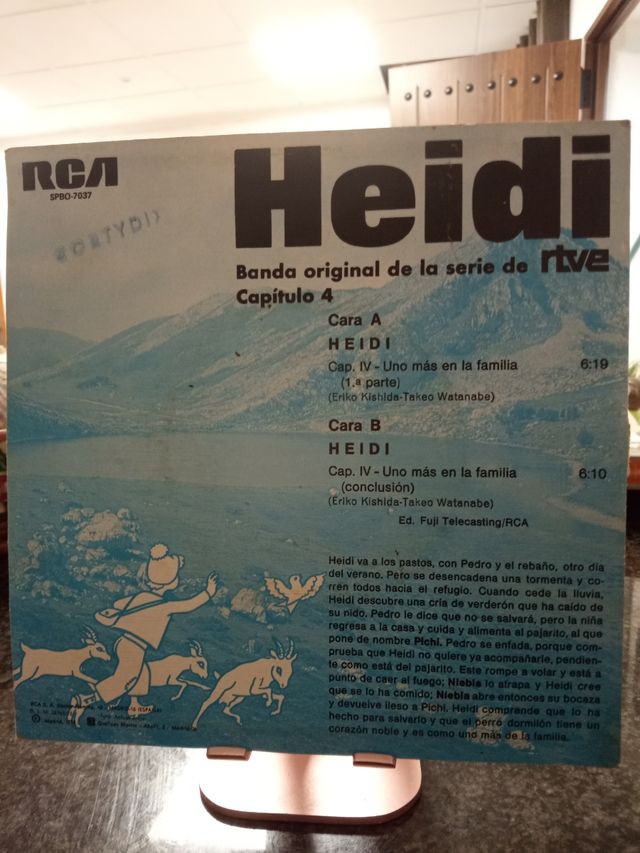 RCA
SPBO-7037
Heidi
Banda original de la serie de rtve
Capítulo 4
Cara A
HEIDI
Cap. IV - Uno más en la familia 6:19
(1.ª parte)
(Eriko Kishida-Takeo Watanabe)
Cara B
HEIDI
Cap. IV - Uno más en la familia 6:10
(conclusión)
(Eriko Kishida-Takeo Watanabe)
Ed. Fuji Telecasting/RCA
Heidi va a los pastos, con Pedro y el rebaño, otro día
del verano. Pero se desencadena una tormenta y co-
rren todos hacia el refugio. Cuando cede la lluvia,
Heidi descubre una cría de verderón que ha caído de
su nido. Pedro le dice que no se salvará, pero la niña
regresa a la casa y cuida y alimenta al pajarito, al que
pone de nombre Pichi. Pedro se enfada, porque com-
prueba que Heidi no quiere ya acompañarle, pendien-
te como está del pajarito. Este rompe a volar y está a
punto de caer al fuego; Niebla lo atrapa y Heidi cree
que se lo ha comido; Niebla abre entonces su bocaza
y devuelve ileso a Pichi. Heidi comprende que lo ha
hecho para salvarlo y que el perro dormilón tiene un
corazón noble y es como uno más de la familia.
RCA S. A.